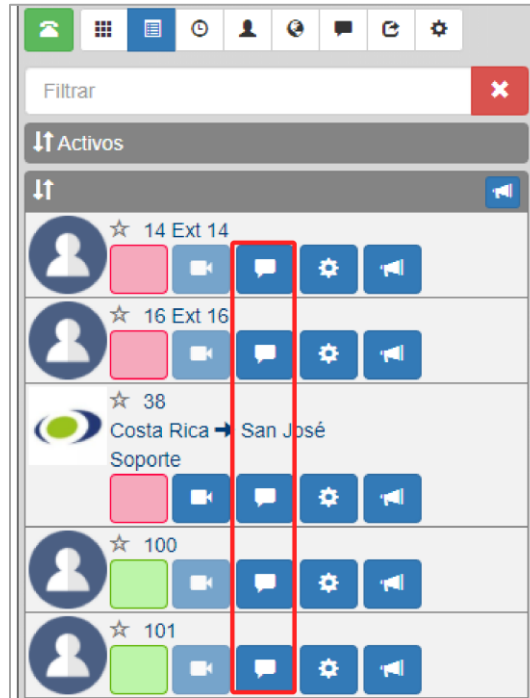 Filtrar
Activos
14 Ext 14
16 Ext 16
38
Costa Rica → San José
Soporte
100
101